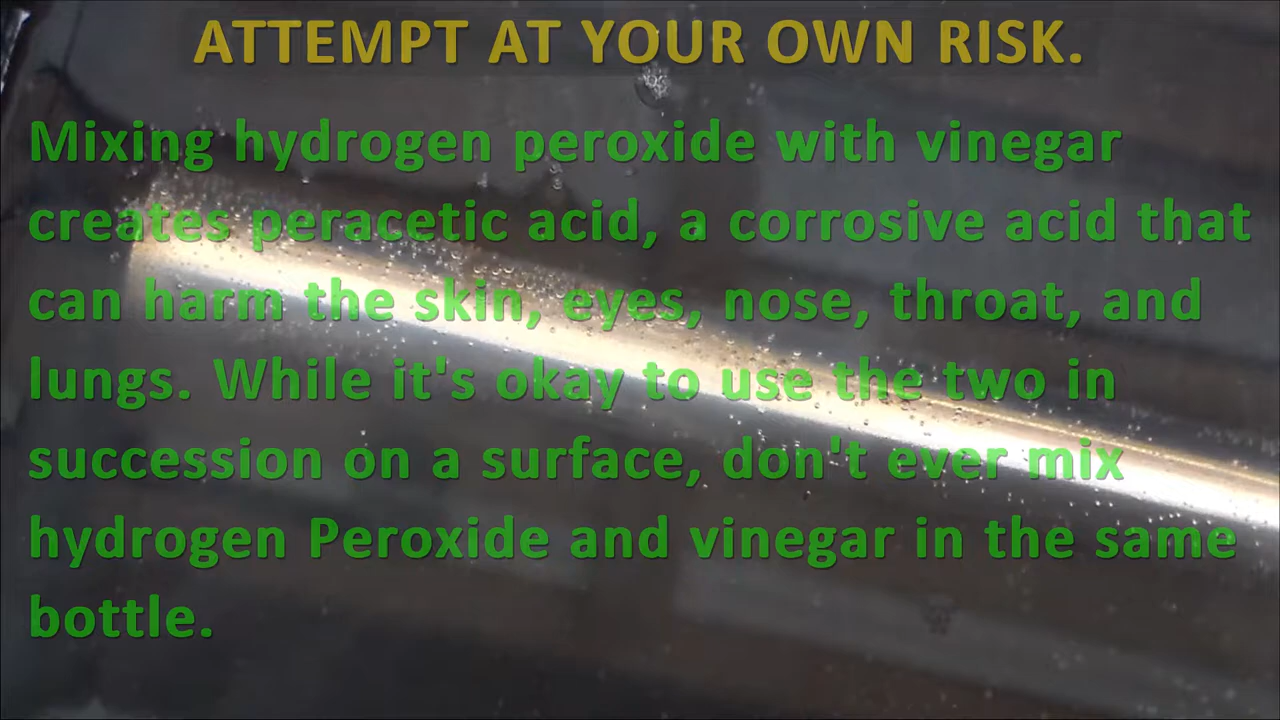 ATTEMPT AT YOUR OWN RISK.
Mixing hydrogen peroxide with vinegar
creates peracetic acid, a corrosive acid that
can harm the skin, eyes, nose, throat, and
lungs. While it's okay to use the two in
succession on a surface, don't ever mix
hydrogen Peroxide and vinegar in the same
bottle.